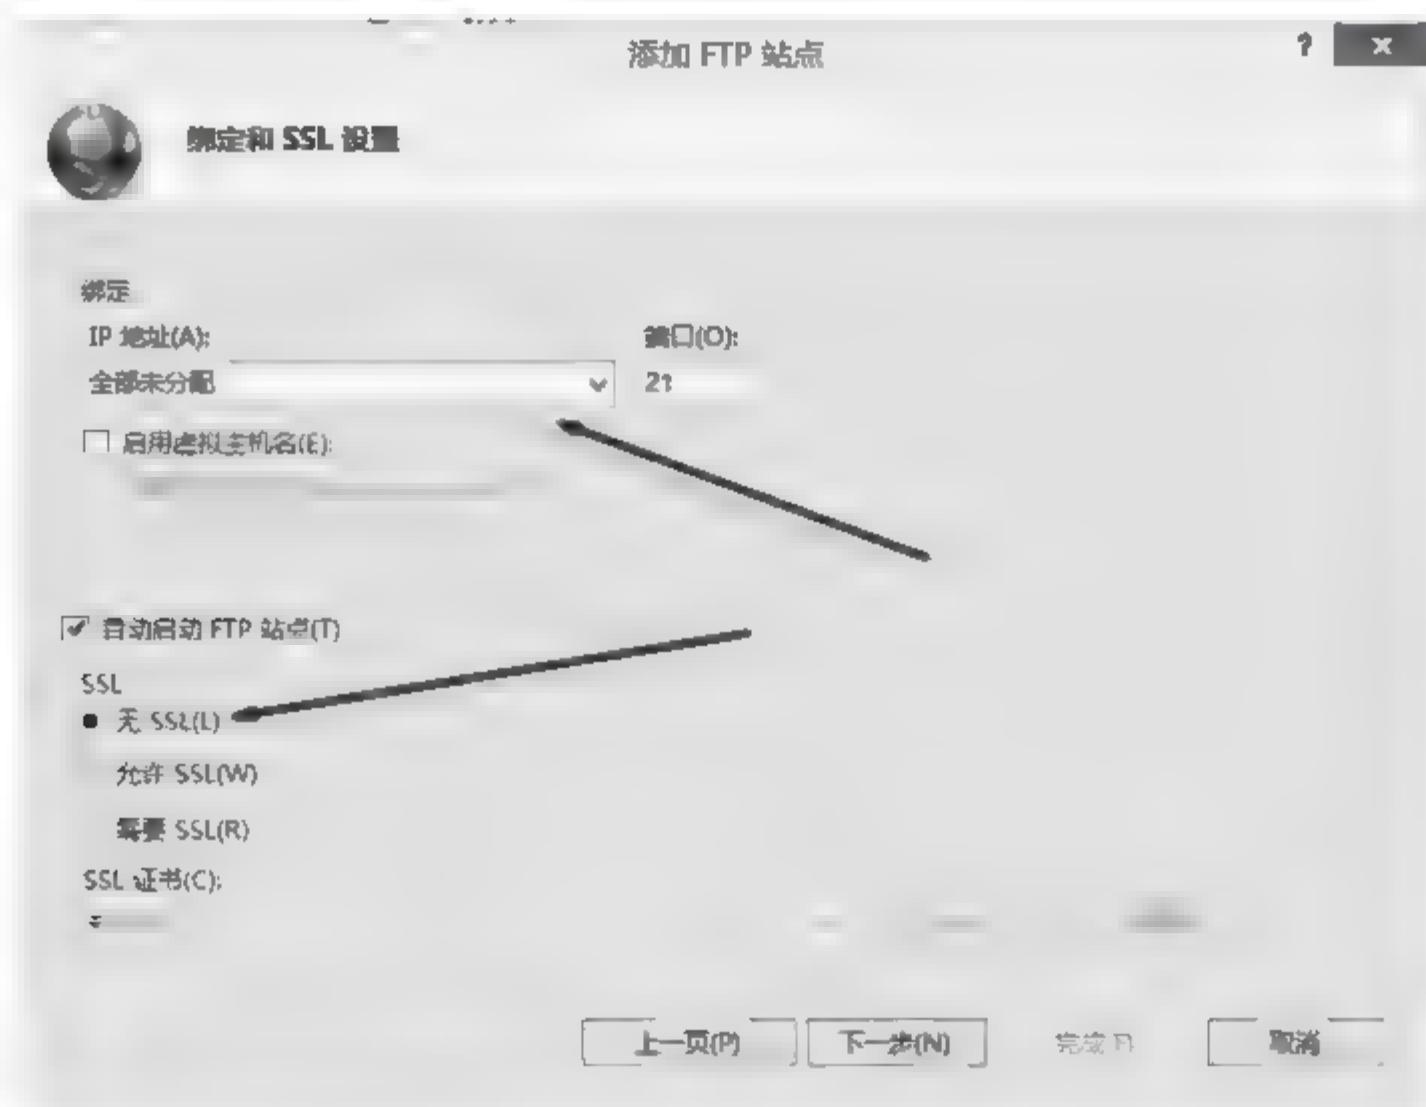 添加 FTP 站点
绑定和 SSL 设置
绑定
IP 地址(A):
端口(O):
全部未分配
21
启用虚拟主机名(E):
自动启动 FTP 站点(T)
SSL
无 SSL(L)
允许 SSL(W)
需要 SSL(R)
SSL 证书(C):
上一页(P)
下一步(N)
完成(F)
取消